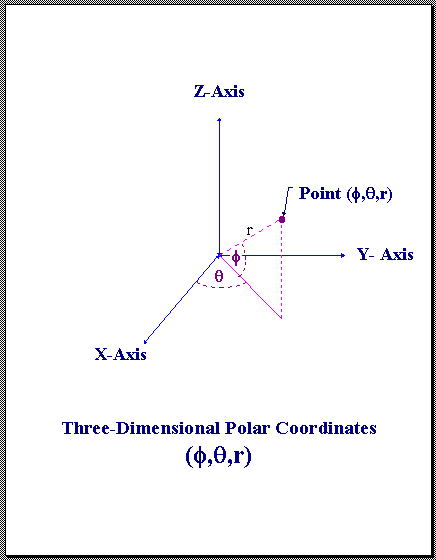 Z-Axis
Point (ϕ,θ,r)
r
Y- Axis
ϕ
θ
X-Axis
Three-Dimensional Polar Coordinates
(ϕ,θ,r)